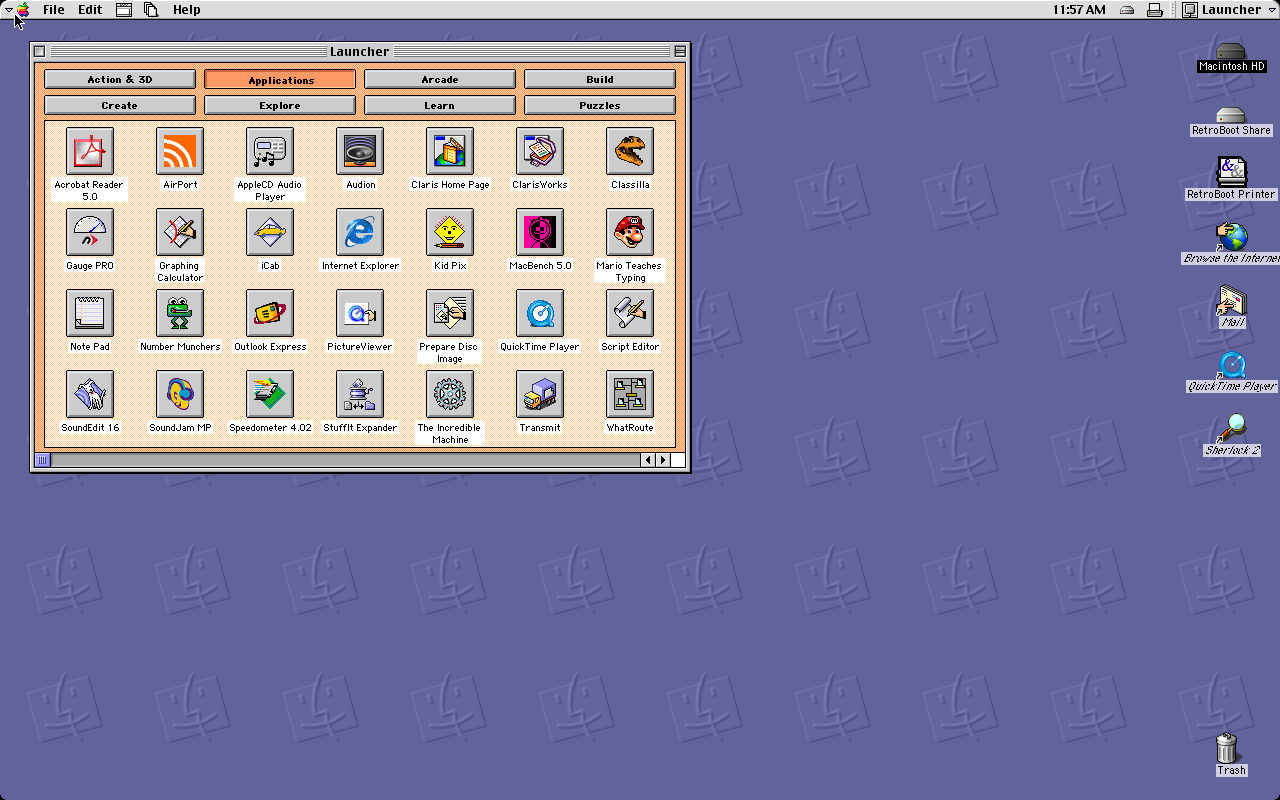 File Edit Help 11:57 AM Launcher
Launcher
Action & 3D Applications Arcade Build
Create Explore Learn Puzzles
Acrobat Reader 5.0
AirPort
AppleCD Audio Player
Audion
Claris Home Page
ClarisWorks
Classilla
Gauge PRO
Graphing Calculator
iCab
Internet Explorer
Kid Pix
MacBench 5.0
Mario Teaches Typing
Note Pad
Number Munchers
Outlook Express
PictureViewer
Prepare Disc Image
QuickTime Player
Script Editor
SoundEdit 16
SoundJam MP
Speedometer 4.02
StuffIt Expander
The Incredible Machine
Transmit
WhatRoute
Macintosh HD
RetroBoot Share
RetroBoot Printer
Browse the Internet
Mail
QuickTime Player
Sherlock 2
Trash